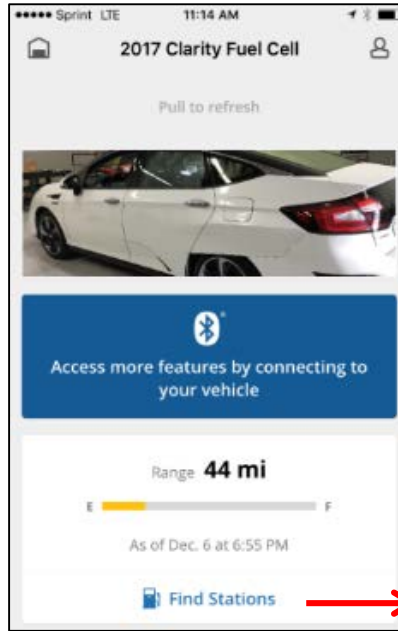 Sprint LTE 11:14 AM
2017 Clarity Fuel Cell
Pull to refresh
Access more features by connecting to
your vehicle
Range 44 mi
E F
As of Dec. 6 at 6:55 PM
Find Stations